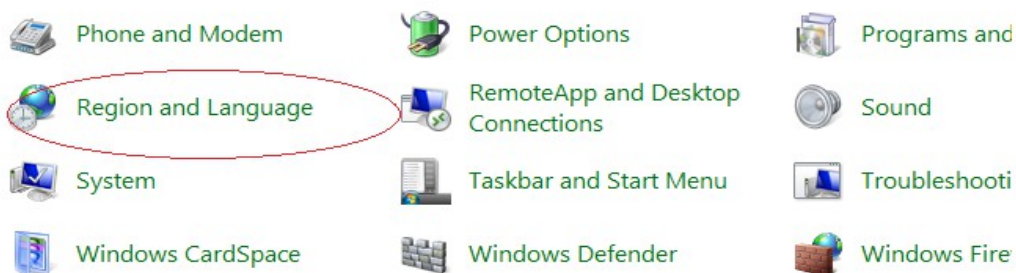 Phone and Modem
Power Options
Programs and
Region and Language
RemoteApp and Desktop
Connections
Sound
System
Taskbar and Start Menu
Troubleshooti
Windows CardSpace
Windows Defender
Windows Fire